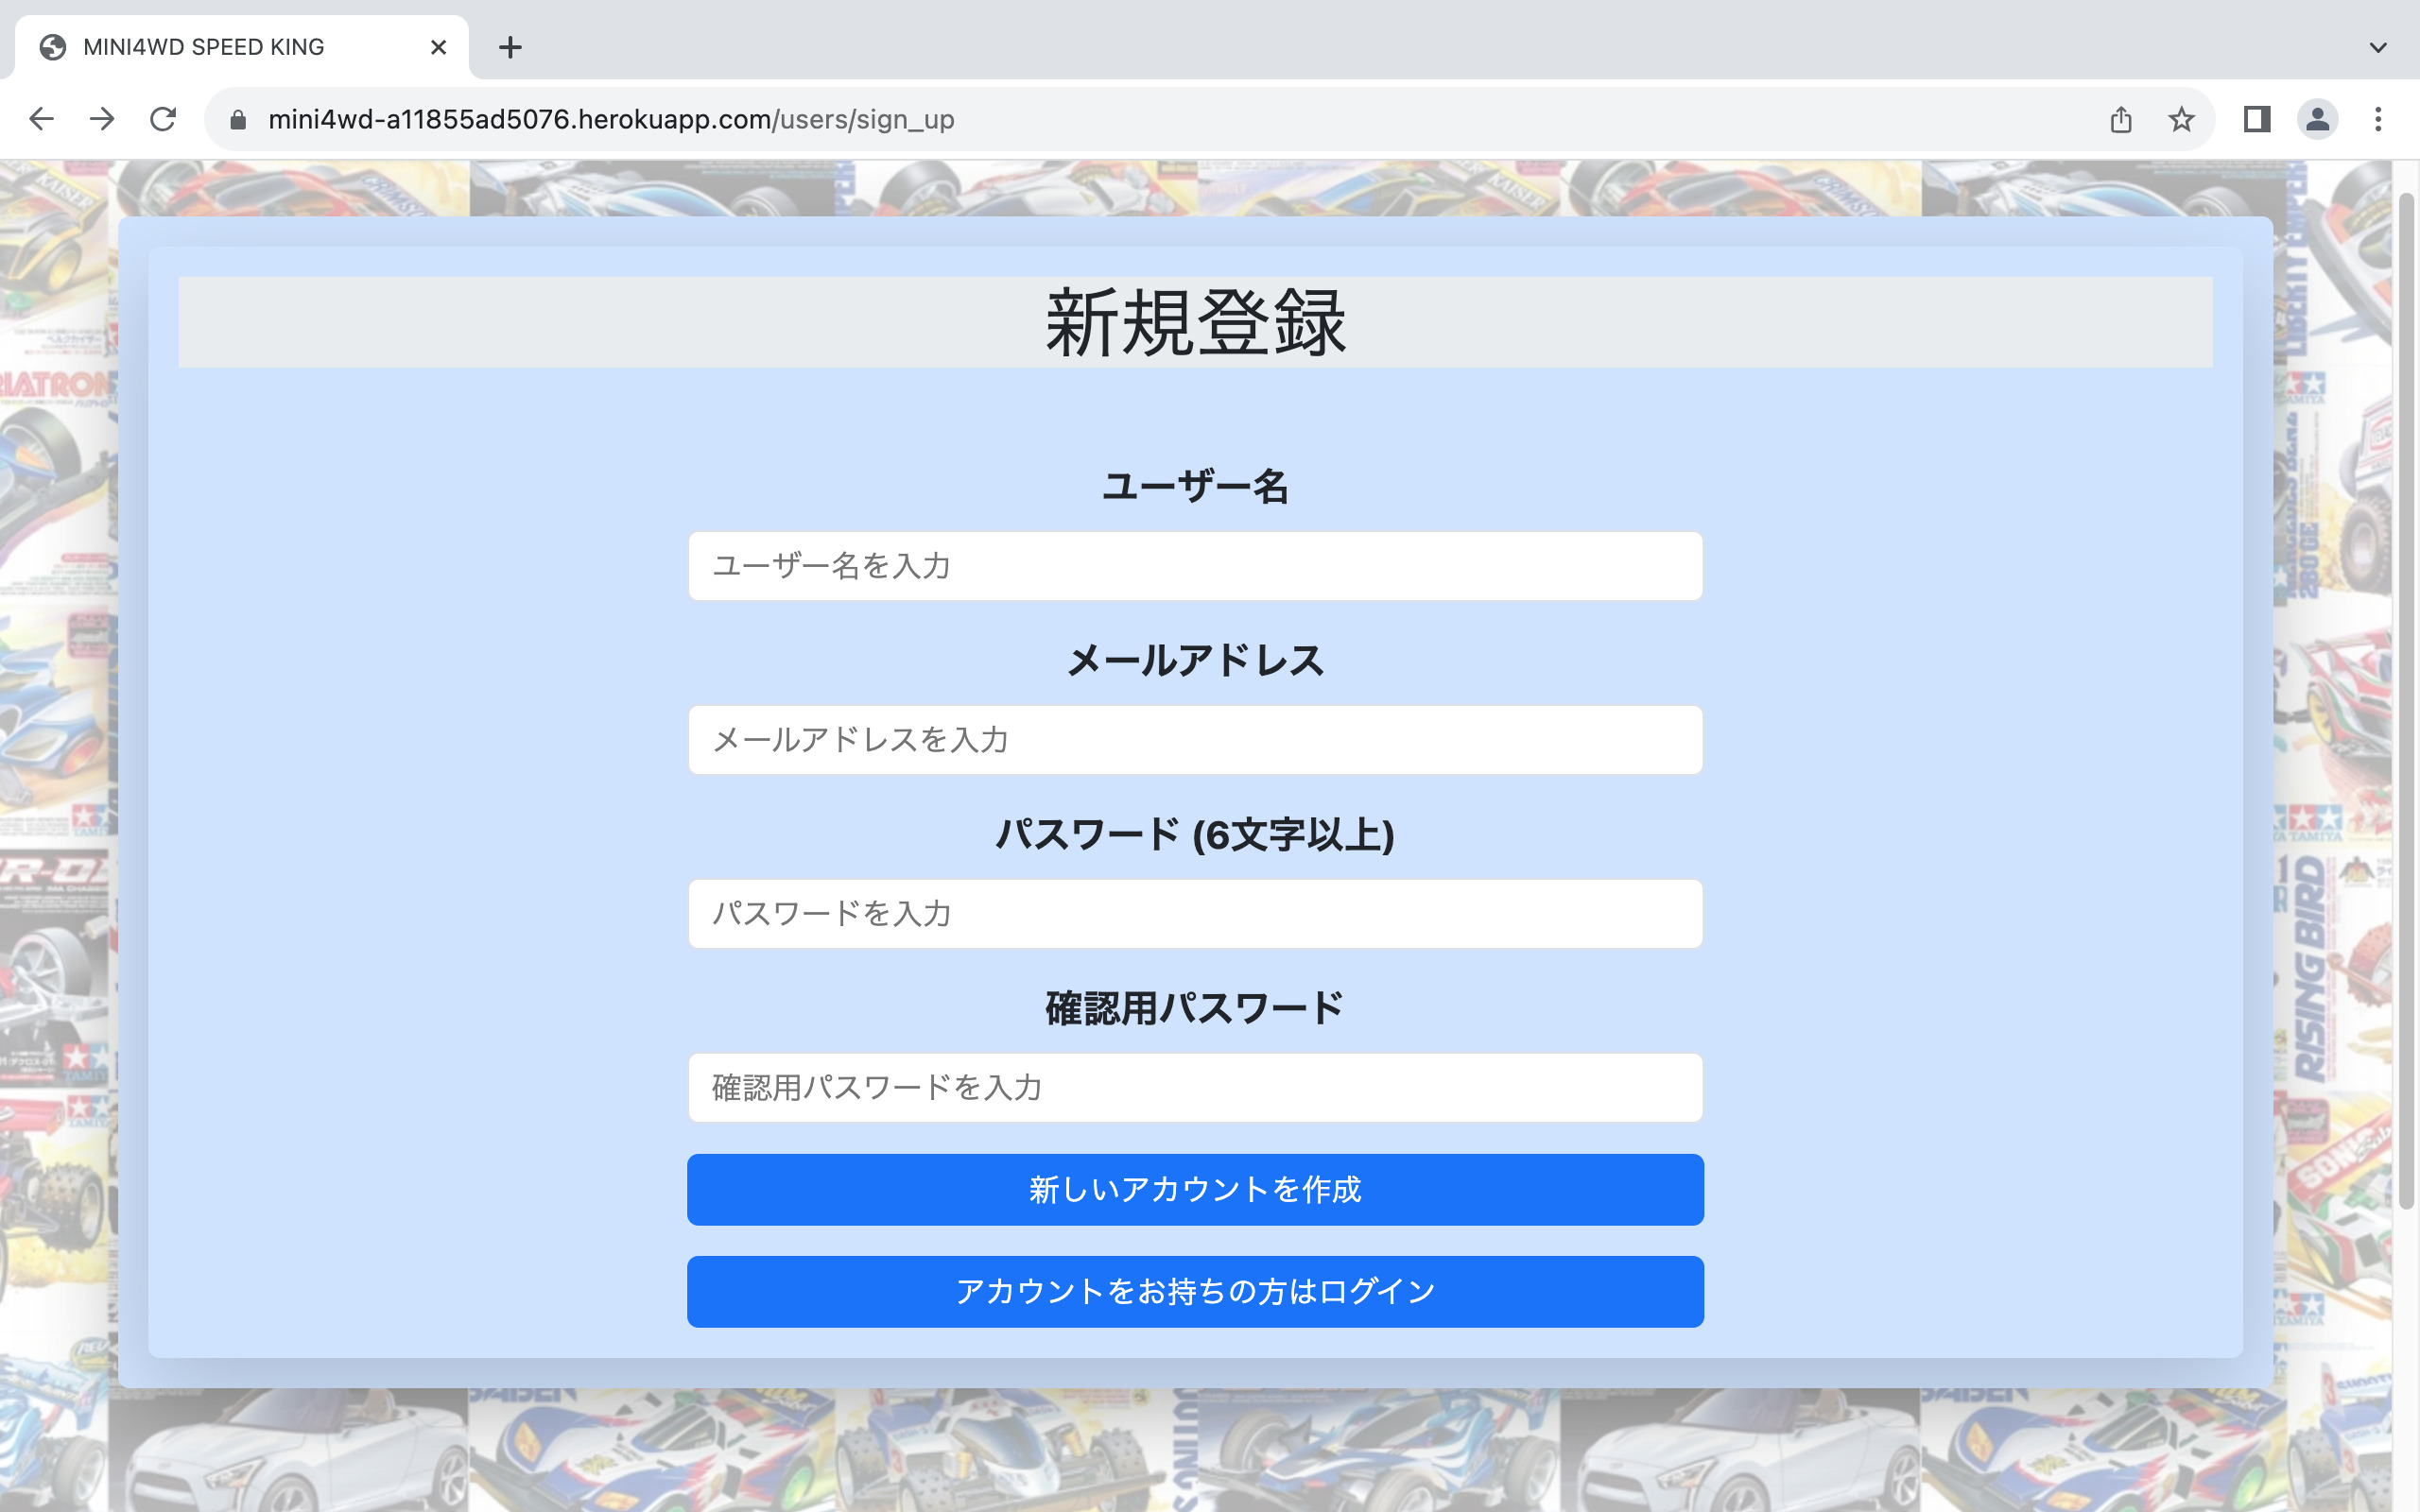 MINI4WD SPEED KING
mini4wd-a11855ad5076.herokuapp.com/users/sign_up
新規登録
ユーザー名
ユーザー名を入力
メールアドレス
メールアドレスを入力
パスワード (6文字以上)
パスワードを入力
確認用パスワード
確認用パスワードを入力
新しいアカウントを作成
アカウントをお持ちの方はログイン
KAISER
TAMIYA
RISING BIRD